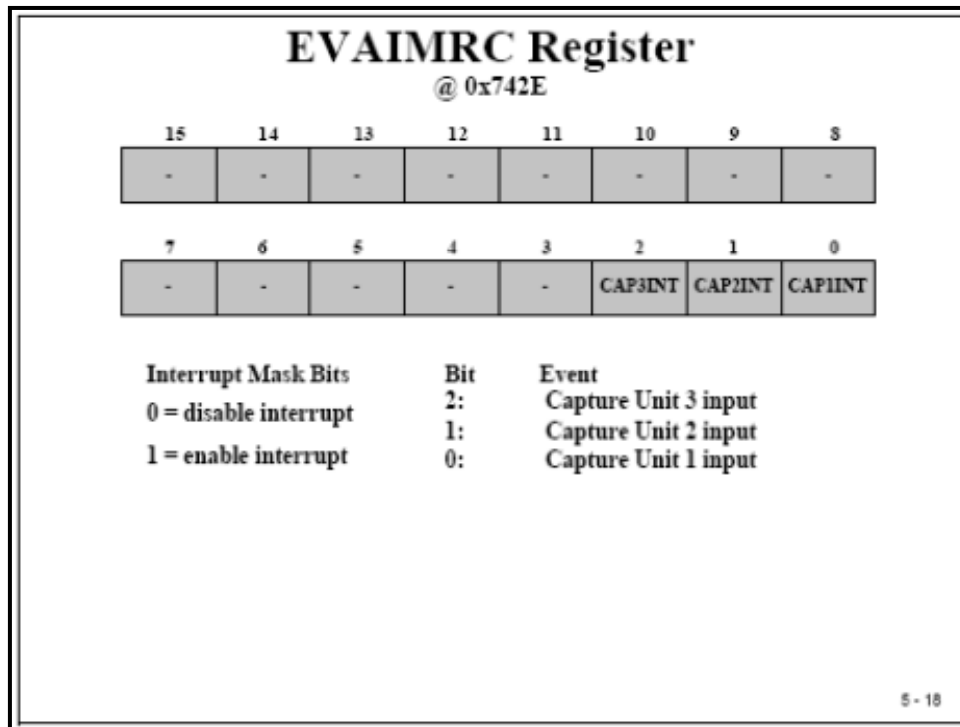 EVAIMRC Register
@ 0x742E
15 14 13 12 11 10 9 8
- - - - - - - -
7 6 5 4 3 2 1 0
- - - - - CAP3INT CAP2INT CAP1INT
Interrupt Mask Bits Bit Event
0 = disable interrupt 2: Capture Unit 3 input
1: Capture Unit 2 input
1 = enable interrupt 0: Capture Unit 1 input
5 - 18